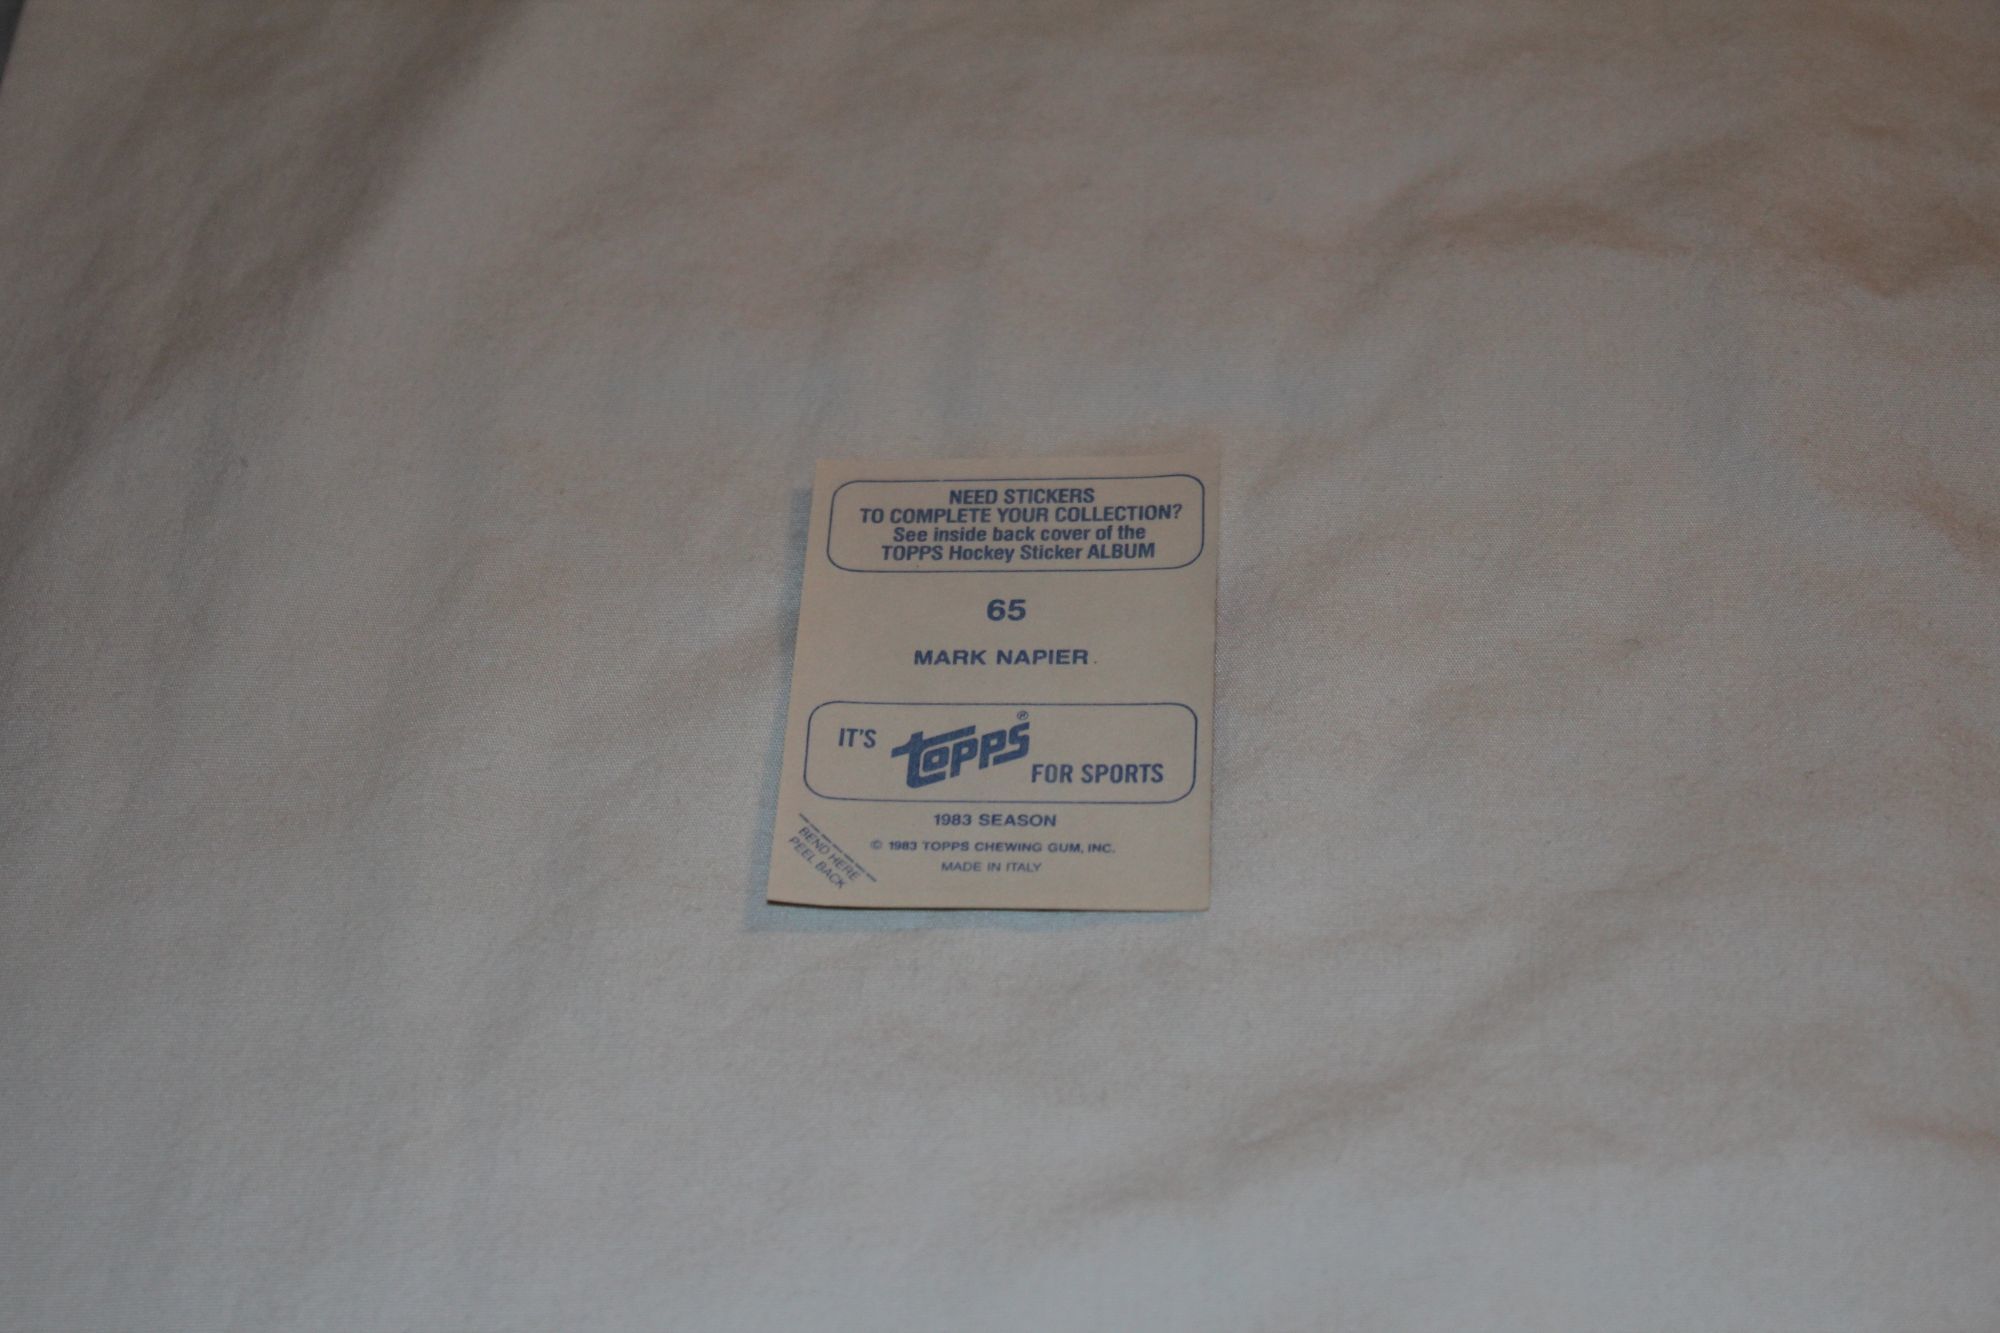 NEED STICKERS
TO COMPLETE YOUR COLLECTION?
See inside back cover of the
TOPPS Hockey Sticker ALBUM
65
MARK NAPIER
IT'S topps® FOR SPORTS
1983 SEASON
© 1983 TOPPS CHEWING GUM, INC.
MADE IN ITALY
BEND HERE
PEEL BACK